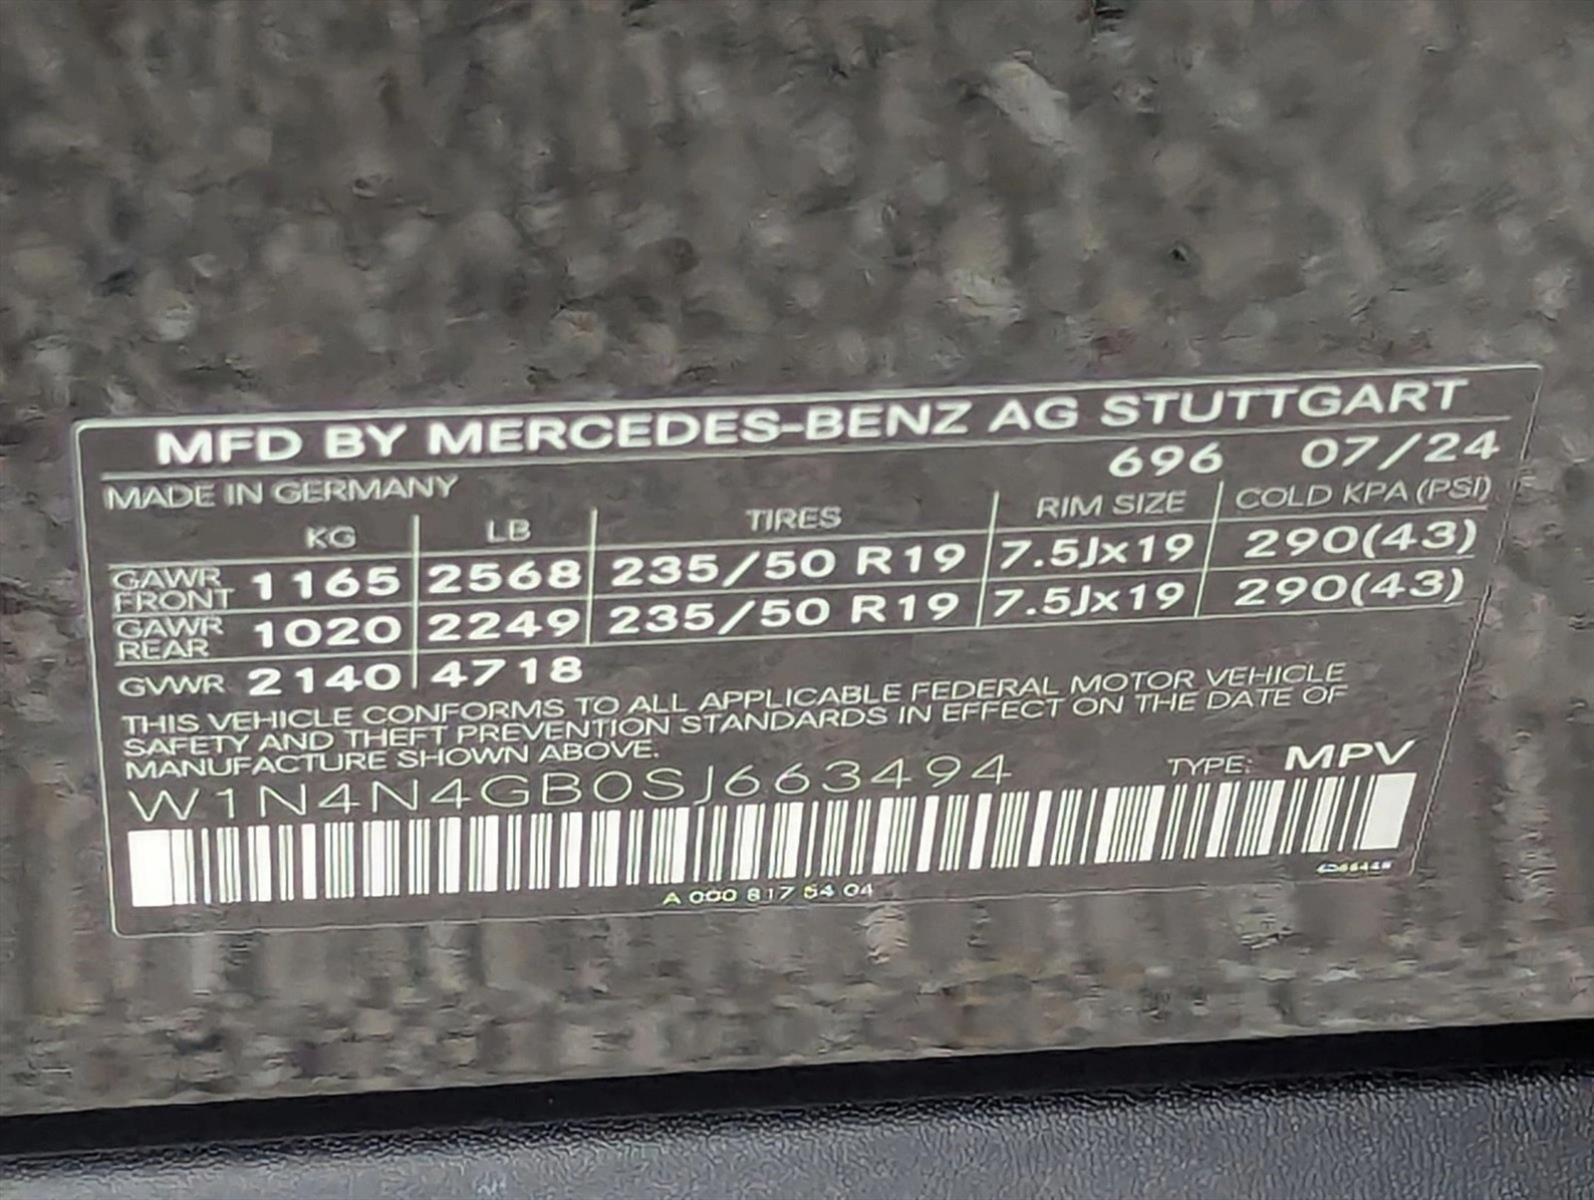 MFD BY MERCEDES-BENZ AG STUTTGART
MADE IN GERMANY 696 07/24
KG LB TIRES RIM SIZE COLD KPA (PSI)
GAWR FRONT 1165 2568 235/50 R19 7.5Jx19 290(43)
GAWR REAR 1020 2249 235/50 R19 7.5Jx19 290(43)
GVWR 2140 4718
THIS VEHICLE CONFORMS TO ALL APPLICABLE FEDERAL MOTOR VEHICLE
SAFETY AND THEFT PREVENTION STANDARDS IN EFFECT ON THE DATE OF
MANUFACTURE SHOWN ABOVE.
W1N4N4GB0SJ663494 TYPE: MPV
A 000 817 54 04